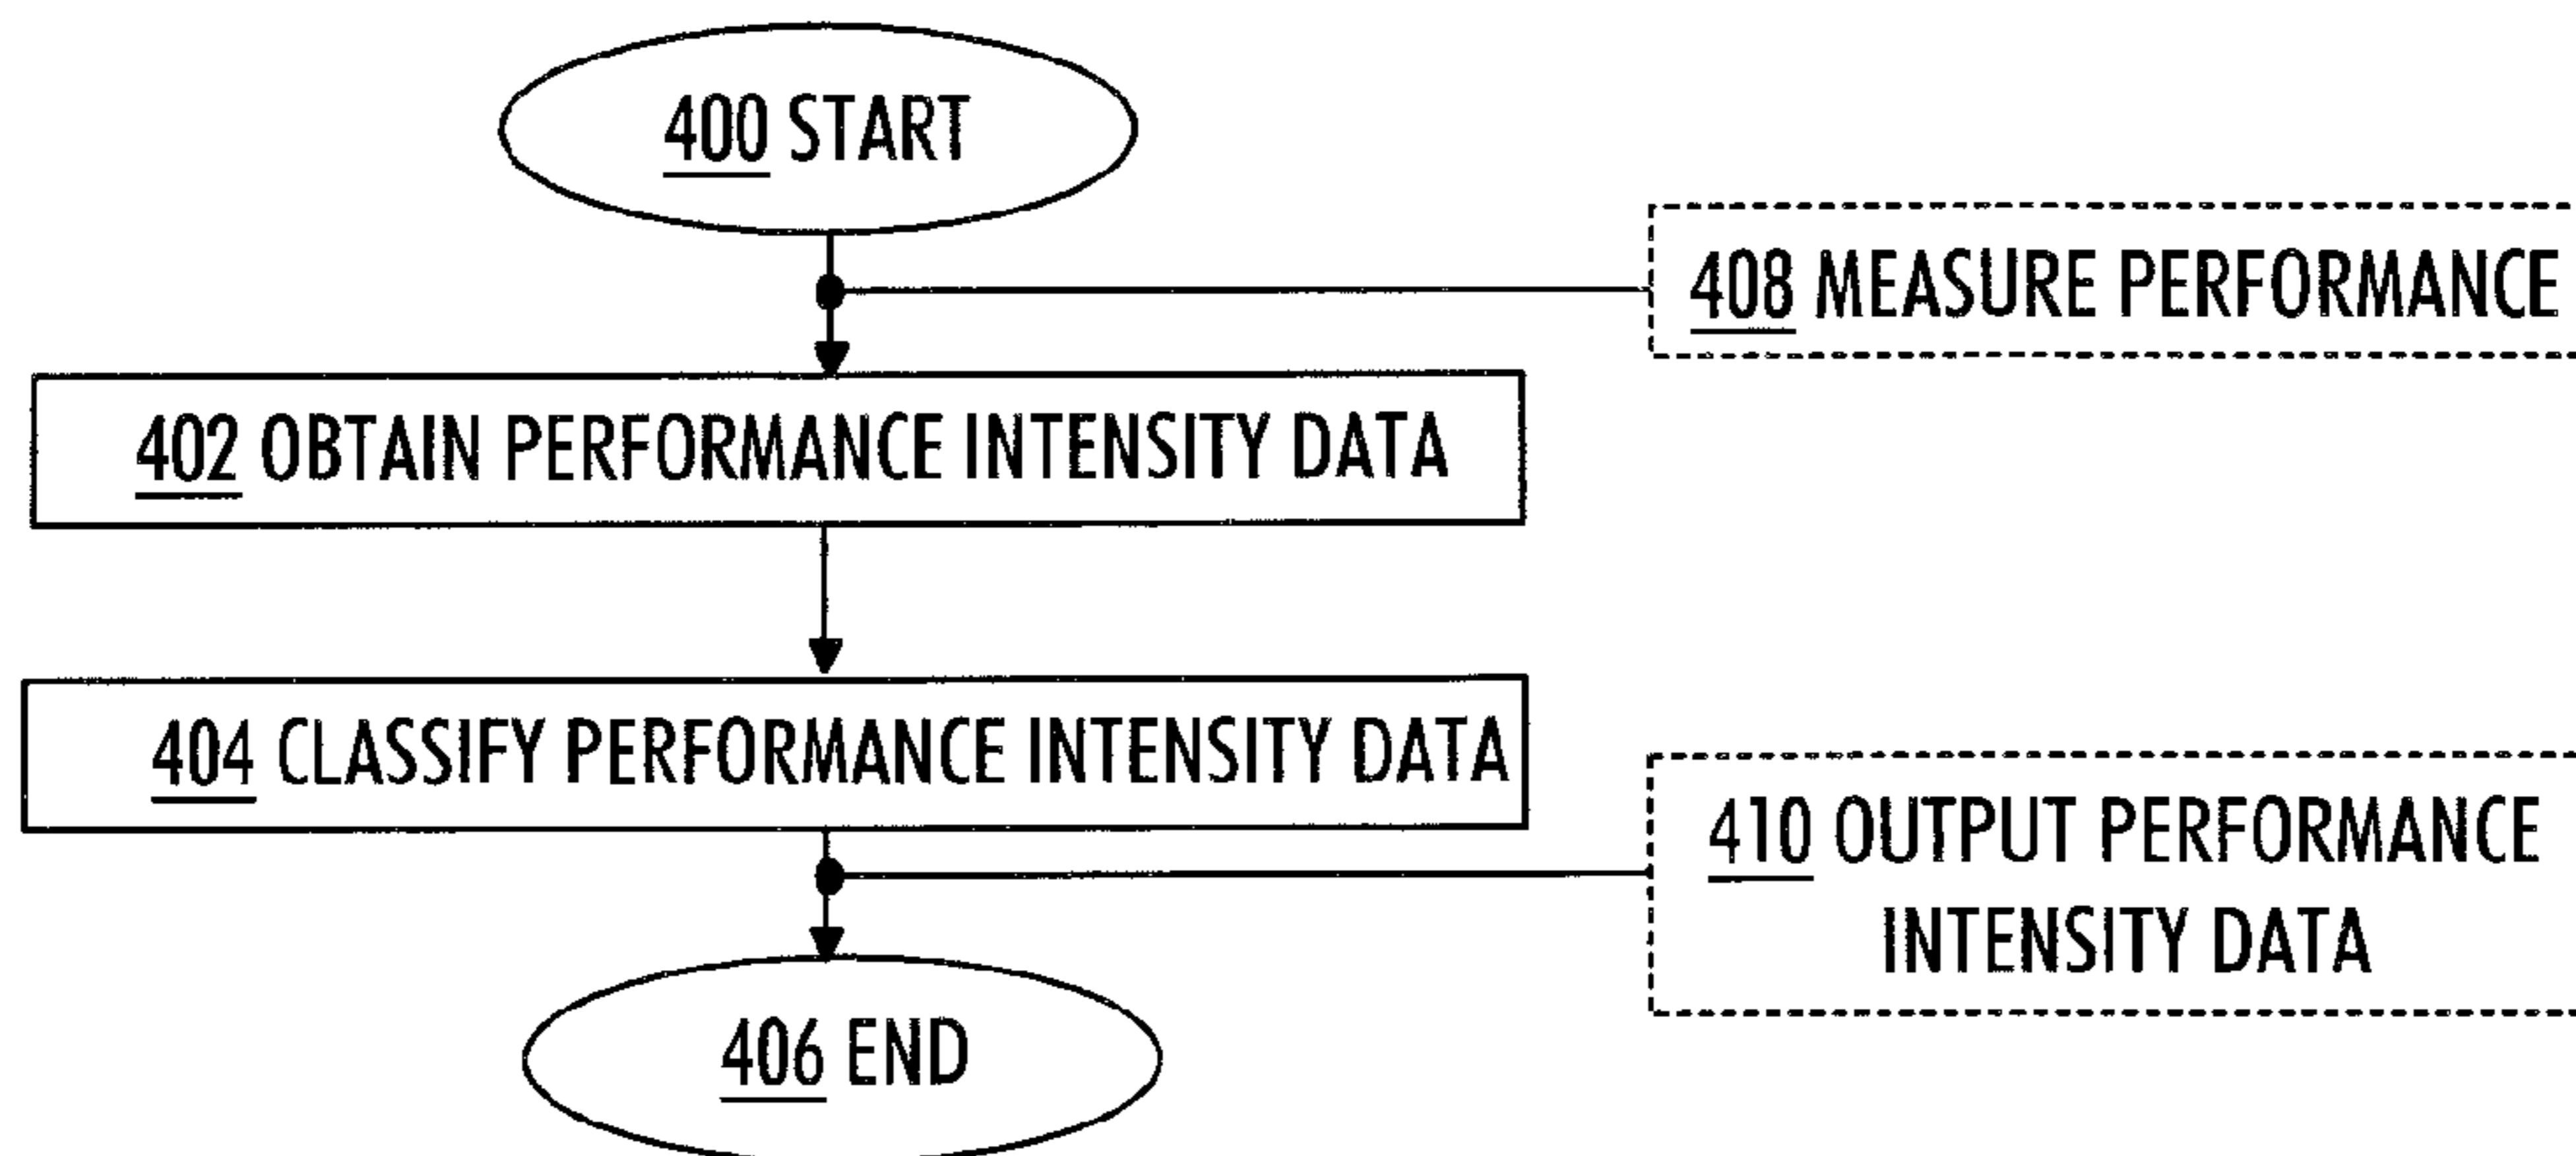 400 START
408 MEASURE PERFORMANCE
402 OBTAIN PERFORMANCE INTENSITY DATA
404 CLASSIFY PERFORMANCE INTENSITY DATA
410 OUTPUT PERFORMANCE
INTENSITY DATA
406 END